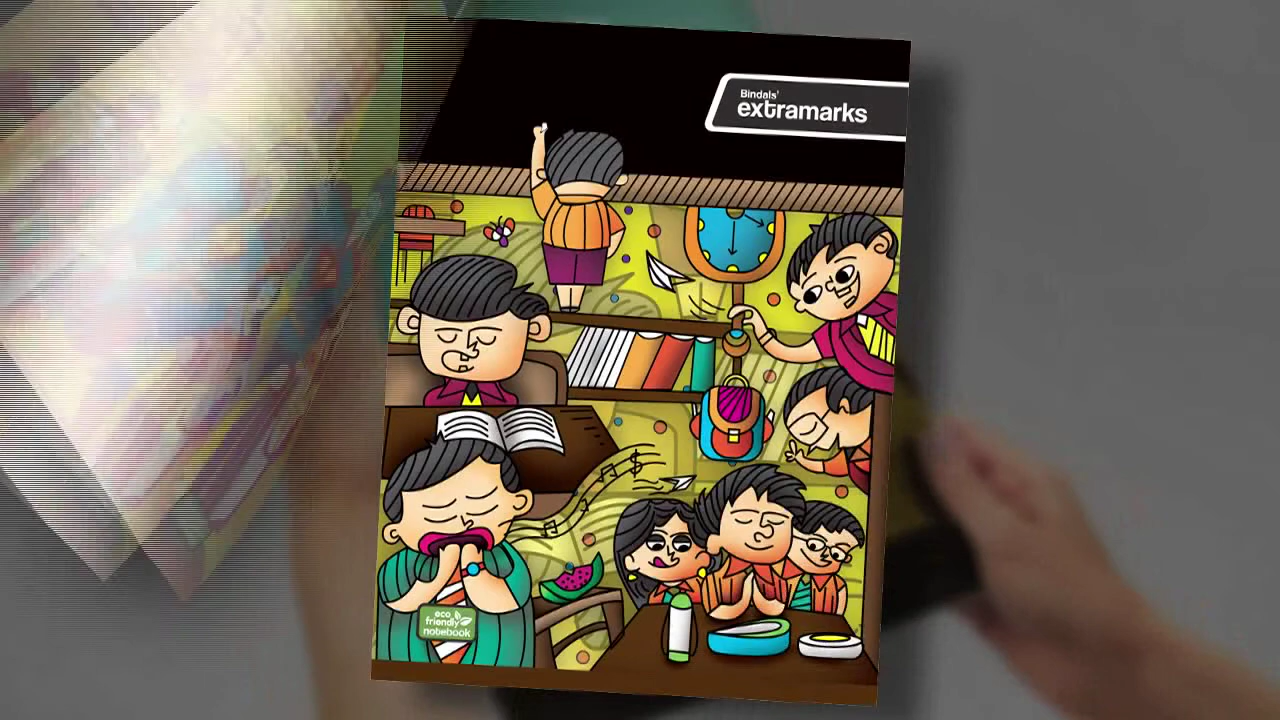 Bindals'
extramarks
eco
friendly
notebook